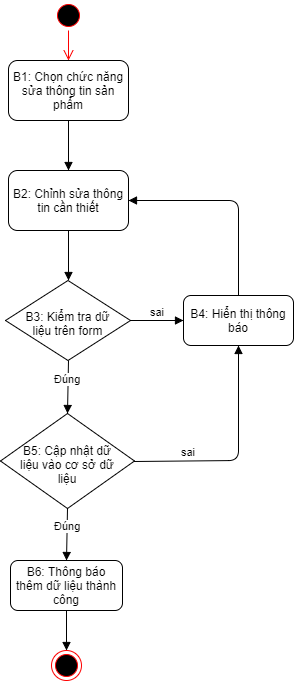 B1: Chọn chức năng
sửa thông tin sản
phẩm
B2: Chỉnh sửa thông
tin cần thiết
B3: Kiểm tra dữ
liệu trên form
sai
B4: Hiển thị thông
báo
Đúng
B5: Cập nhật dữ
liệu vào cơ sở dữ
liệu
sai
Đúng
B6: Thông báo
thêm dữ liệu thành
công